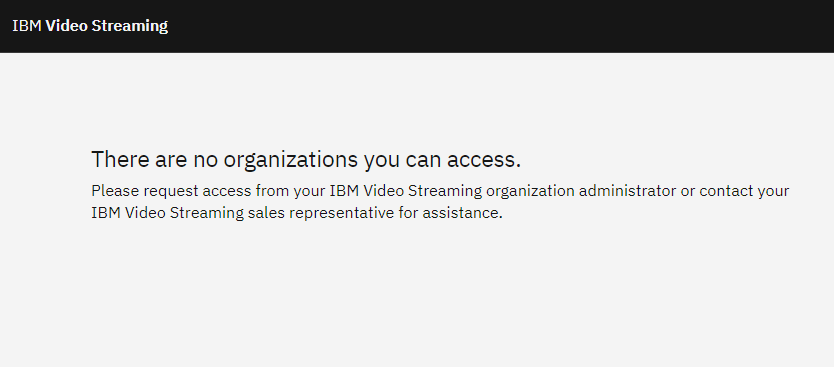 IBM Video Streaming
There are no organizations you can access.
Please request access from your IBM Video Streaming organization administrator or contact your
IBM Video Streaming sales representative for assistance.